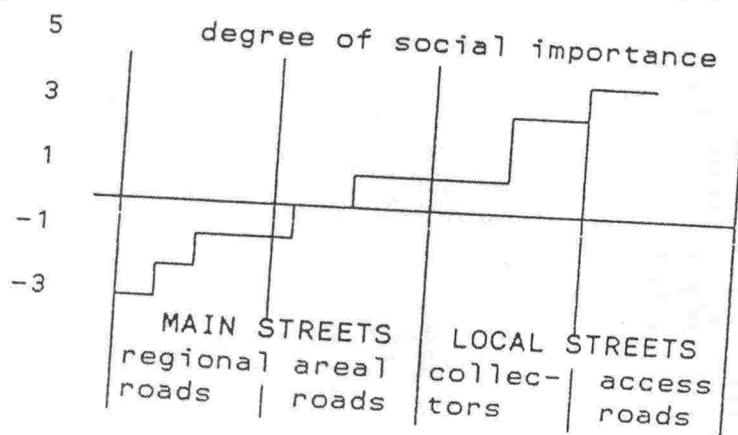 5
degree of social importance
3
1
-1
-3
MAIN STREETS
LOCAL STREETS
regional areal
collec- access
roads roads
tors roads